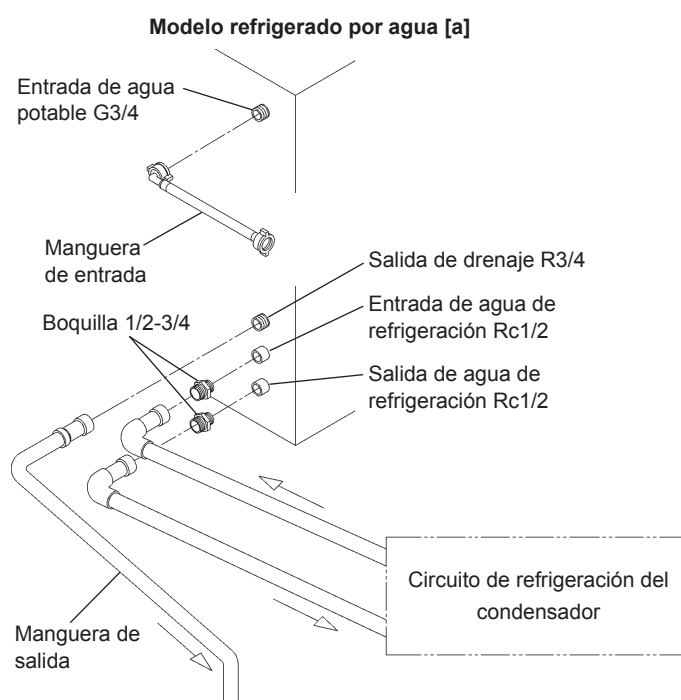 Modelo refrigerado por agua [a]
Entrada de agua
potable G3/4
Manguera
de entrada
Salida de drenaje R3/4
Boquilla 1/2-3/4
Entrada de agua de
refrigeración Rc1/2
Salida de agua de
refrigeración Rc1/2
Circuito de refrigeración del
condensador
Manguera de
salida